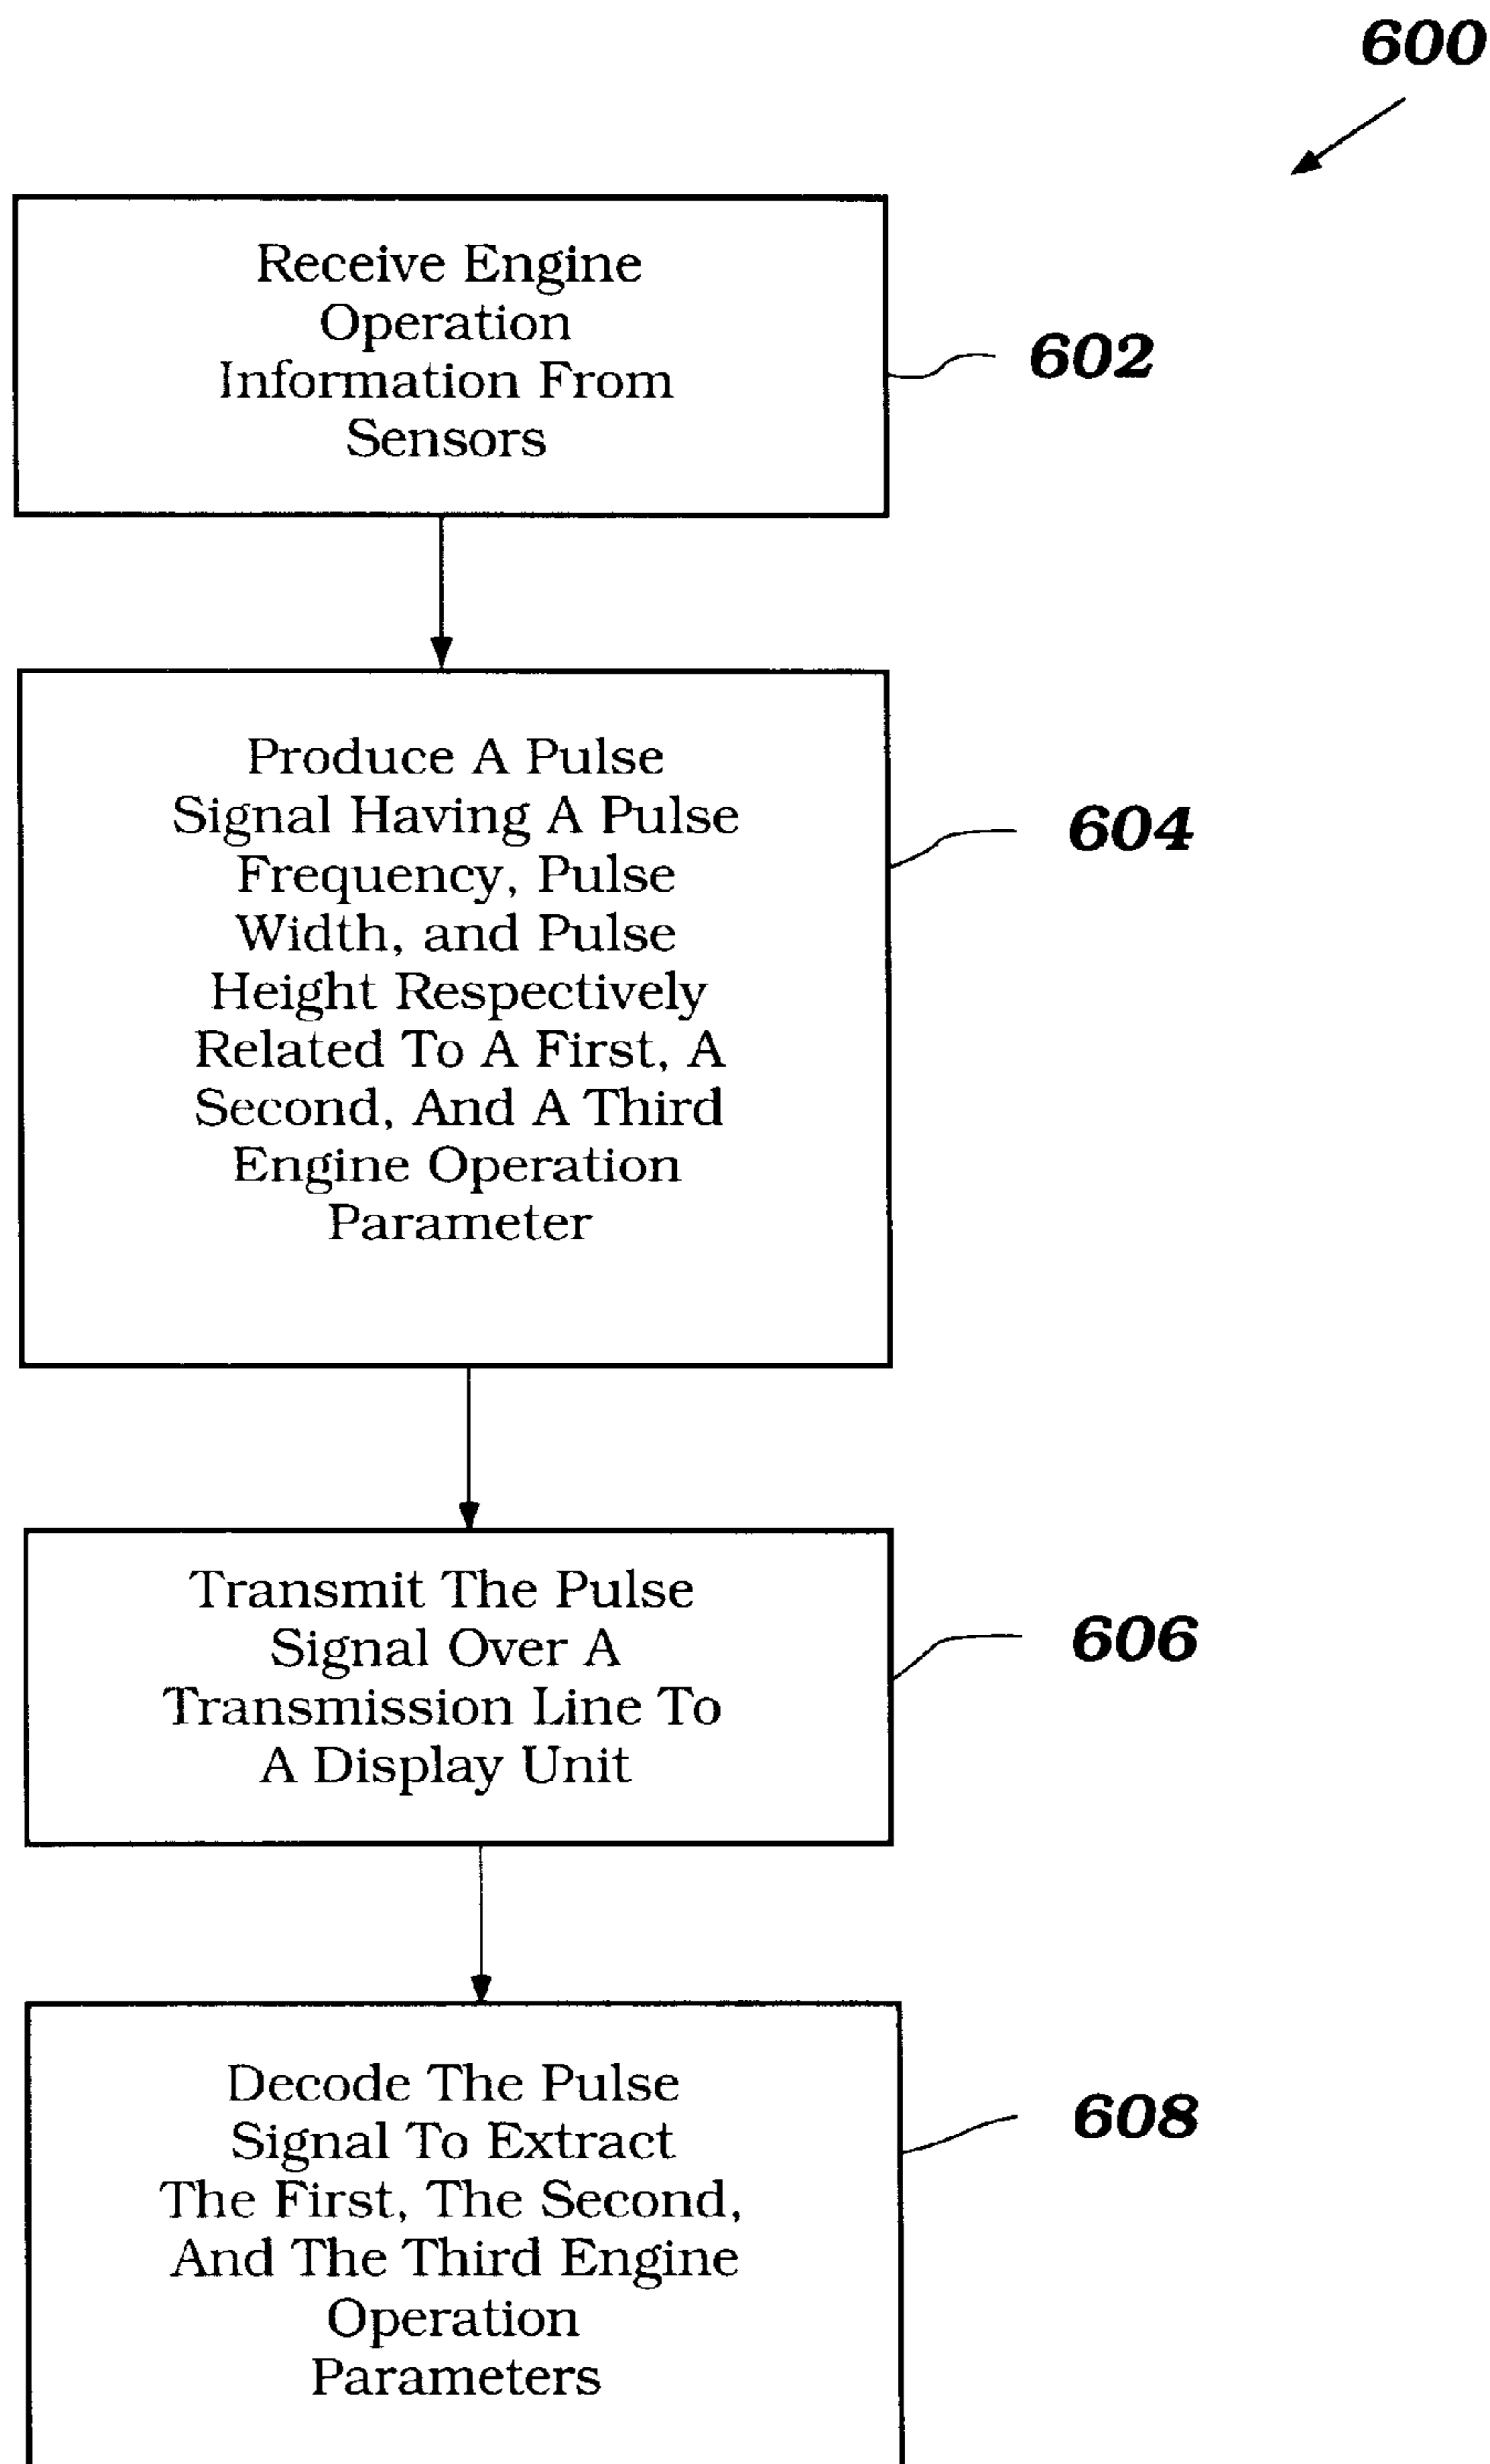 600
Receive Engine
Operation
Information From
Sensors
602
Produce A Pulse
Signal Having A Pulse
Frequency, Pulse
Width, and Pulse
Height Respectively
Related To A First, A
Second, And A Third
Engine Operation
Parameter
604
Transmit The Pulse
Signal Over A
Transmission Line To
A Display Unit
606
Decode The Pulse
Signal To Extract
The First, The Second,
And The Third Engine
Operation
Parameters
608